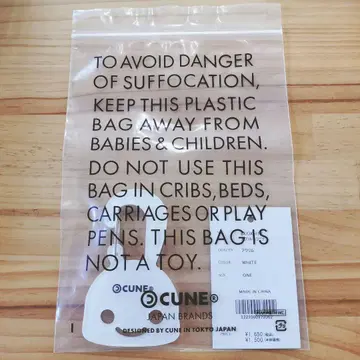 TO AVOID DANGER
OF SUFFOCATION,
KEEP THIS PLASTIC
BAG AWAY FROM
BABIES & CHILDREN.
DO NOT USE THIS
BAG IN CRIBS, BEDS,
CARRIAGES OR PLAY
PENS. THIS BAG IS
NOT A TOY.
CUNE®
JAPAN BRANDS
DESIGNED BY CUNE IN TOKYO JAPAN
WHITE
ONE
MADE IN CHINA